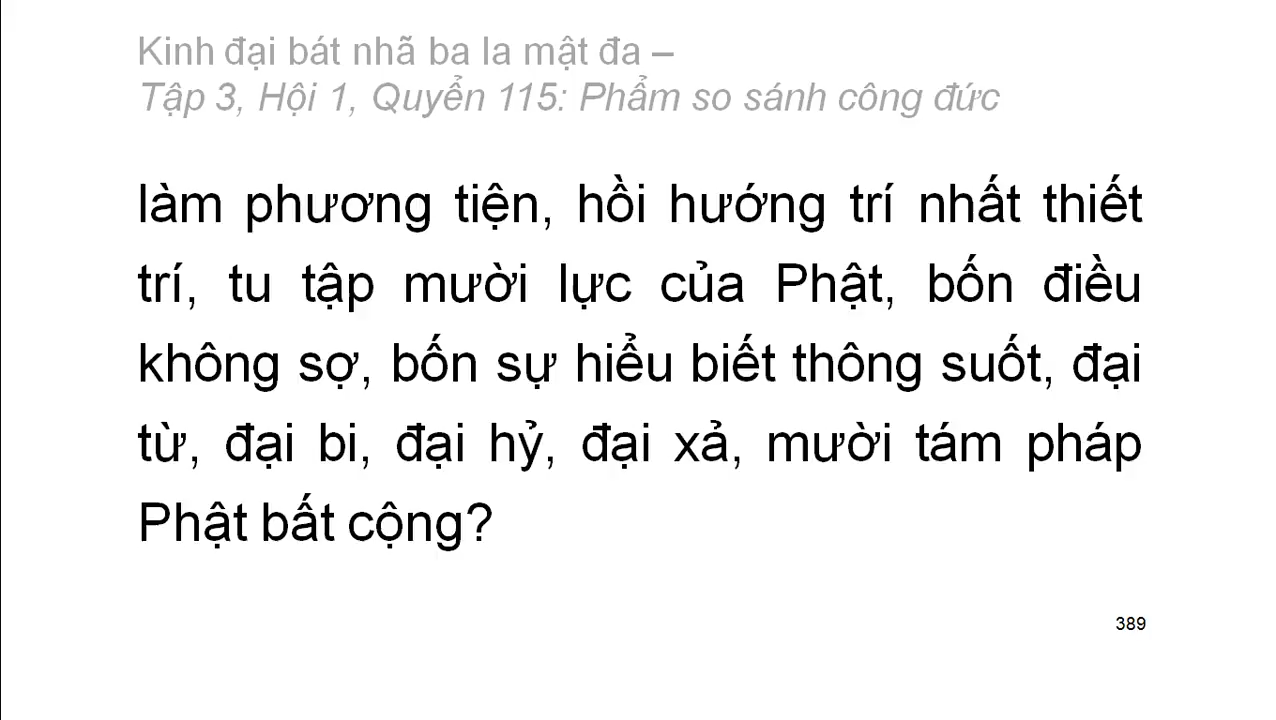 Kinh đại bát nhã ba la mật đa –
Tập 3, Hội 1, Quyển 115: Phẩm so sánh công đức
làm phương tiện, hồi hướng trí nhất thiết
trí, tu tập mười lực của Phật, bốn điều
không sợ, bốn sự hiểu biết thông suốt, đại
từ, đại bi, đại hỷ, đại xả, mười tám pháp
Phật bất cộng?
389